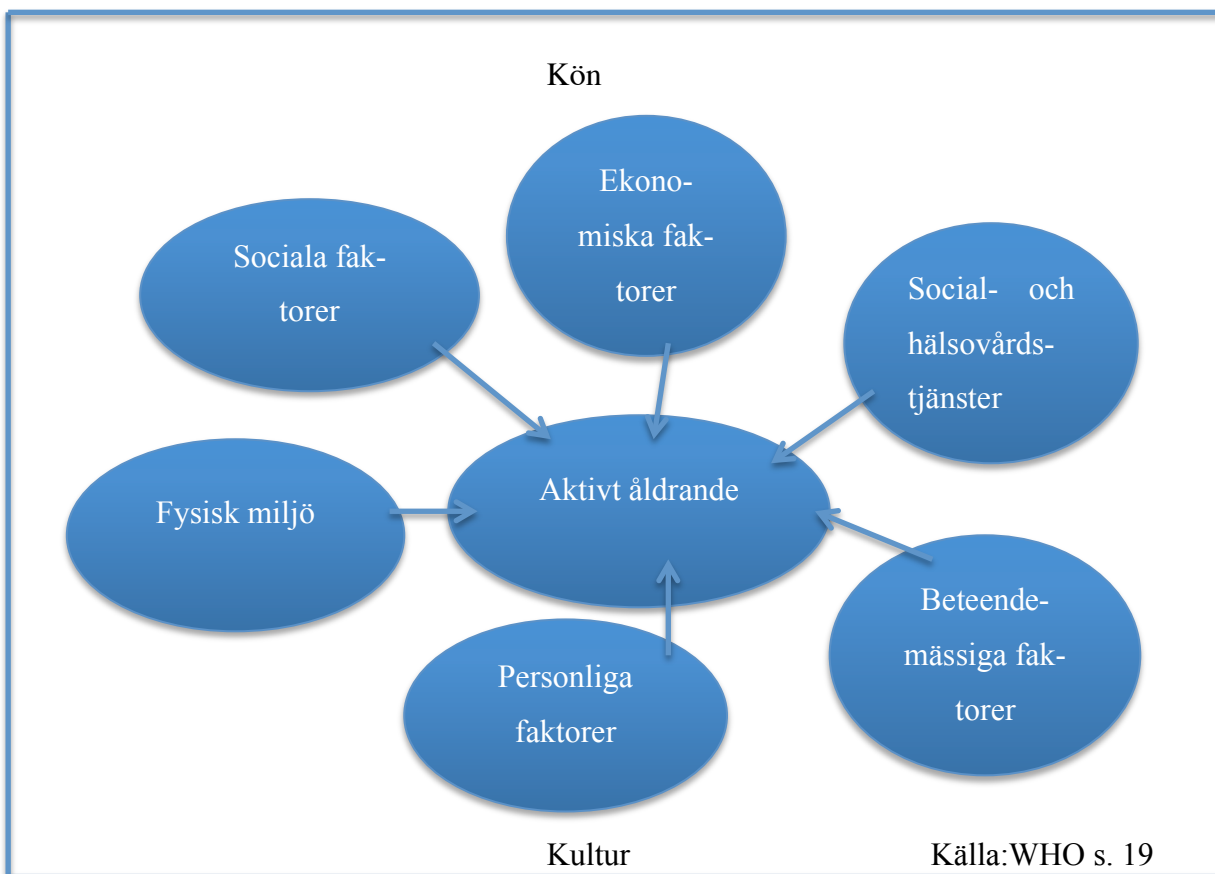 Kön
Ekono-
miska fak-
torer
Sociala fak-
torer
Social- och
hälsovårds-
tjänster
Aktivt åldrande
Fysisk miljö
Beteende-
mässiga fak-
torer
Personliga
faktorer
Kultur
Källa:WHO s. 19